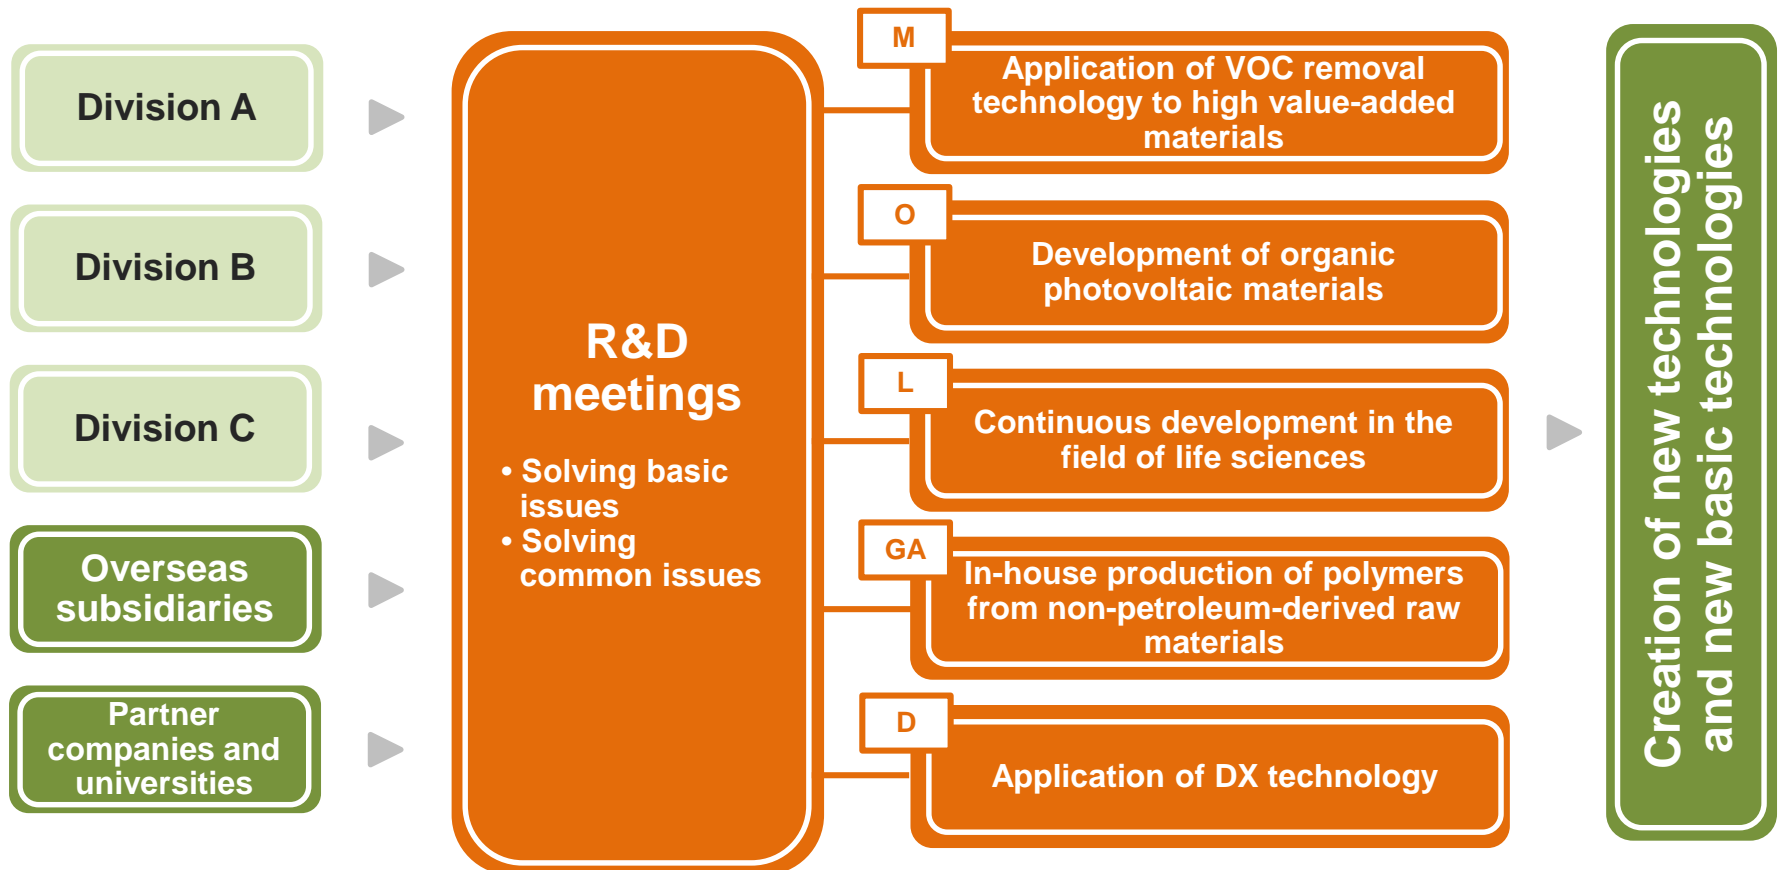 Division A
Division B
Division C
Overseas
subsidiaries
Partner
companies and
universities
R&D
meetings
• Solving basic
issues
• Solving
common issues
M
Application of VOC removal
technology to high value-added
materials
O
Development of organic
photovoltaic materials
L
Continuous development in the
field of life sciences
GA
In-house production of polymers
from non-petroleum-derived raw
materials
D
Application of DX technology
Creation of new technologies
and new basic technologies